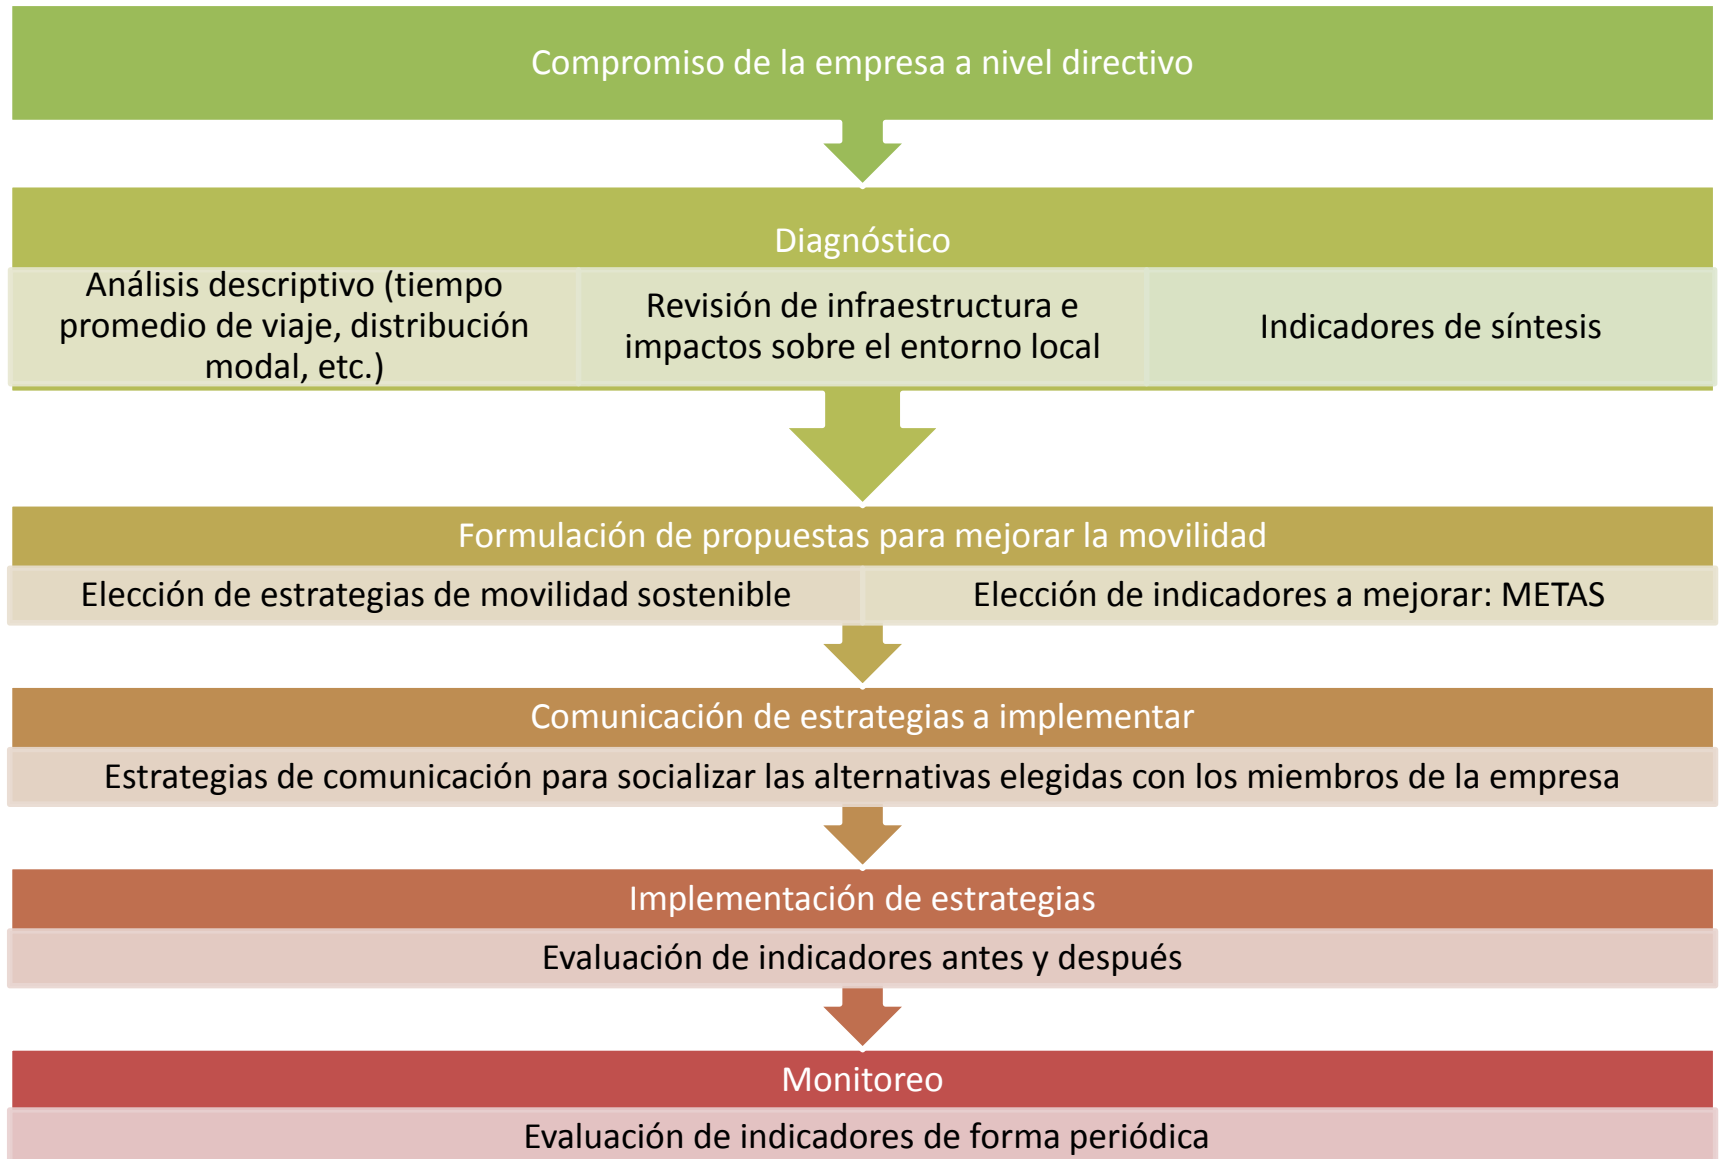 Compromiso de la empresa a nivel directivo
Diagnóstico
Análisis descriptivo (tiempo
promedio de viaje, distribución
modal, etc.)
Revisión de infraestructura e
impactos sobre el entorno local
Indicadores de síntesis
Formulación de propuestas para mejorar la movilidad
Elección de estrategias de movilidad sostenible
Elección de indicadores a mejorar: METAS
Comunicación de estrategias a implementar
Estrategias de comunicación para socializar las alternativas elegidas con los miembros de la empresa
Implementación de estrategias
Evaluación de indicadores antes y después
Monitoreo
Evaluación de indicadores de forma periódica